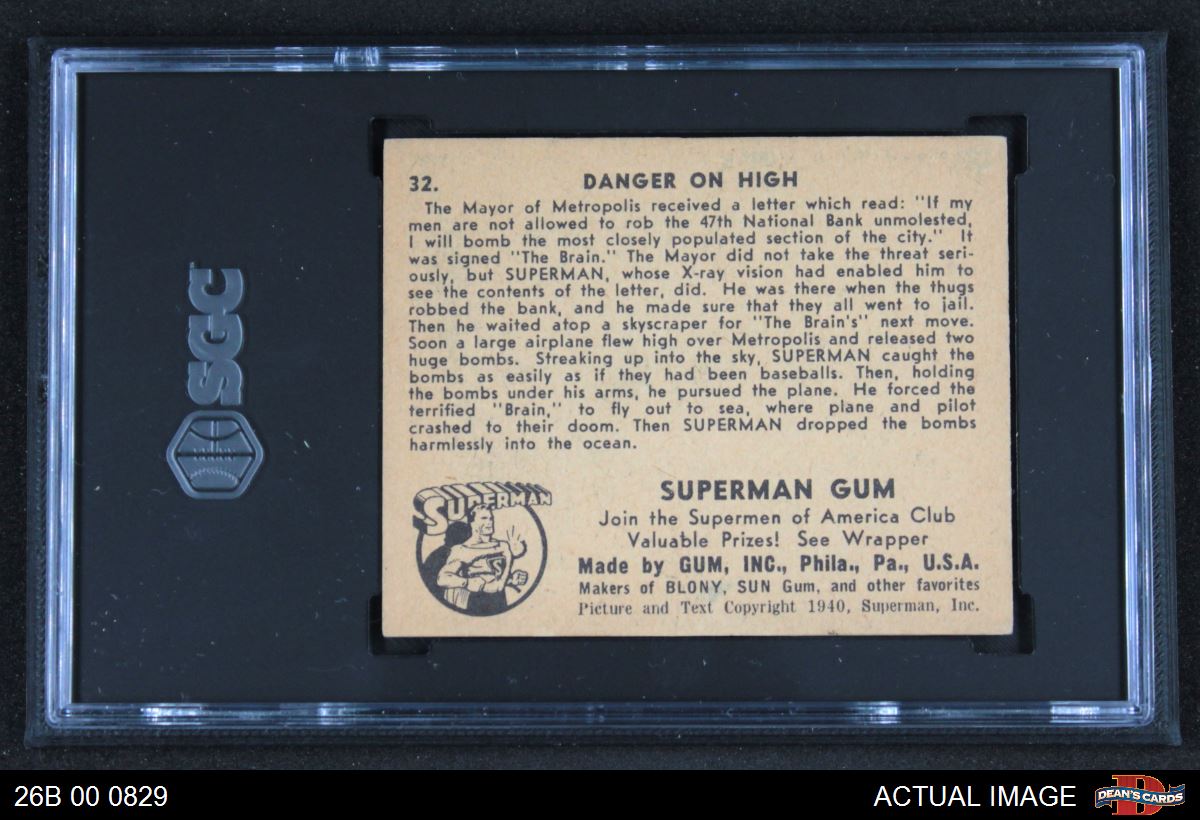 32. DANGER ON HIGH
The Mayor of Metropolis received a letter which read: "If my
men are not allowed to rob the 47th National Bank unmolested,
I will bomb the most closely populated section of the city." It
was signed "The Brain." The Mayor did not take the threat seri-
ously, but SUPERMAN, whose X-ray vision had enabled him to
see the contents of the letter, did. He was there when the thugs
robbed the bank, and he made sure that they all went to jail.
Then he waited atop a skyscraper for "The Brain's" next move.
Soon a large airplane flew high over Metropolis and released two
huge bombs. Streaking up into the sky, SUPERMAN caught the
bombs as easily as if they had been baseballs. Then, holding
the bombs under his arms, he pursued the plane. He forced the
terrified "Brain," to fly out to sea, where plane and pilot
crashed to their doom. Then SUPERMAN dropped the bombs
harmlessly into the ocean.
SUPERMAN
S
SUPERMAN GUM
Join the Supermen of America Club
Valuable Prizes! See Wrapper
Made by GUM, INC., Phila., Pa., U.S.A.
Makers of BLONY, SUN Gum, and other favorites
Picture and Text Copyright 1940, Superman, Inc.
SGC
26B 00 0829
ACTUAL IMAGE
DEAN'S CARDS
D